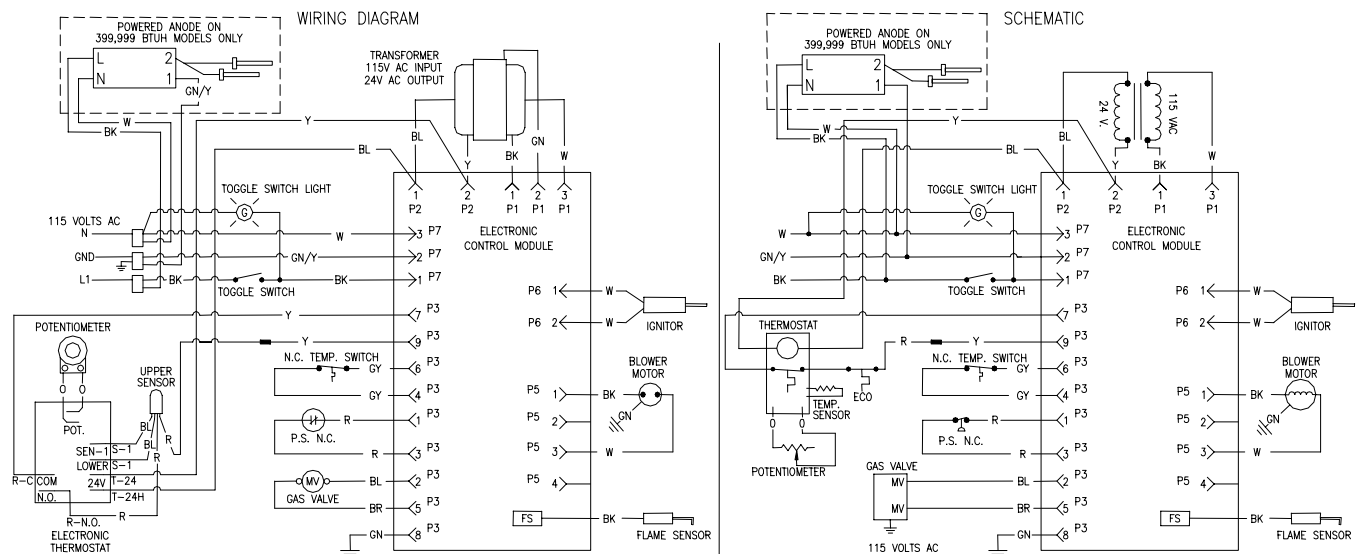 WIRING DIAGRAM
POWERED ANODE ON
399,999 BTUH MODELS ONLY
L 2
N 1
GN/Y
W
BK
TRANSFORMER
115V AC INPUT
24V AC OUTPUT
Y
BL
BL
Y
BK
GN
W
1 2 1 2 3
P2 P2 P1 P1 P1
ELECTRONIC
CONTROL MODULE
TOGGLE SWITCH LIGHT
G
115 VOLTS AC
N
W
3 P7
GND
GN/Y
2 P7
L1
BK
BK
1 P7
TOGGLE SWITCH
Y
7 P3
POTENTIOMETER
O O
POT.
UPPER
SENSOR
Y
9 P3
N.C. TEMP. SWITCH
GY
6 P3
GY
4 P3
R
1 P3
P.S. N.C.
R
3 P3
MV
BL
2 P3
GAS VALVE
BR
5 P3
GN
8 P3
BL
BL
R
R
SEN-1 S-1
LOWER S-1
R-C COM 24V T-24
N.O. T-24H
R-N.O.
R
ELECTRONIC
THERMOSTAT
P6 1
W
P6 2
W
IGNITOR
BLOWER
MOTOR
P5 1
BK
GN
P5 2
P5 3
W
P5 4
FS
BK
FLAME SENSOR
SCHEMATIC
POWERED ANODE ON
399,999 BTUH MODELS ONLY
L 2
N 1
W
BK
Y
BL
BL
24 V.
115 VAC
Y
BK
W
1 2 1 3
P2 P2 P1 P1
ELECTRONIC
CONTROL MODULE
TOGGLE SWITCH LIGHT
G
W
3 P7
GN/Y
2 P7
BK
1 P7
TOGGLE SWITCH
7 P3
THERMOSTAT
R
Y
9 P3
N.C. TEMP. SWITCH
GY
6 P3
ECO
TEMP.
SENSOR
GY
4 P3
O O
R
1 P3
P.S. N.C.
R
3 P3
POTENTIOMETER
GAS VALVE
MV
BL
2 P3
MV
BR
5 P3
GN
8 P3
115 VOLTS AC
P6 1
W
P6 2
W
IGNITOR
BLOWER
MOTOR
P5 1
BK
GN
P5 2
P5 3
W
P5 4
FS
BK
FLAME SENSOR